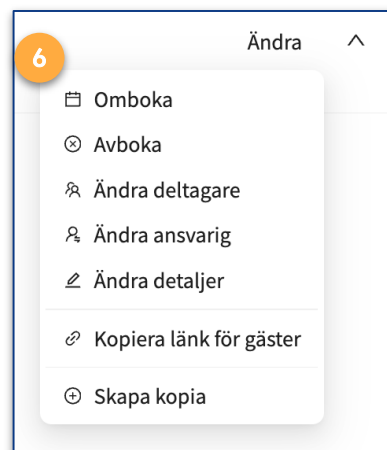 Ändra
6
Omboka
Avboka
Ändra deltagare
Ändra ansvarig
Ändra detaljer
Kopiera länk för gäster
Skapa kopia